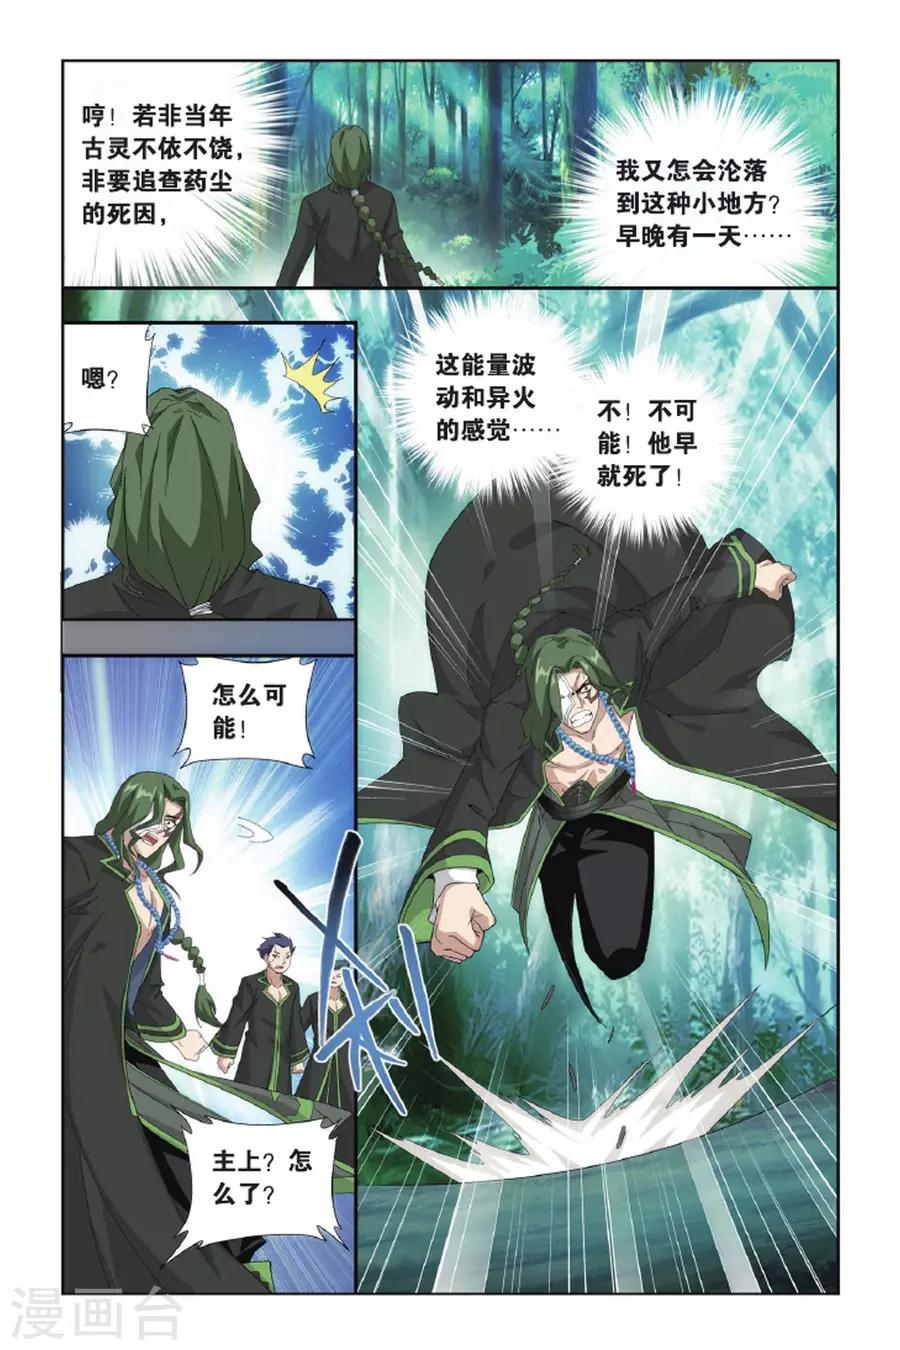 哼！若非当年
古灵不依不饶，
非要追查药尘
的死因，
我又怎会沦落
到这种小地方？
早晚有一天……
嗯？
怎么可
能！
主上？怎
么了？
这能量波
动和异火
的感觉……
不！不可
能！他早
就死了！
漫画台